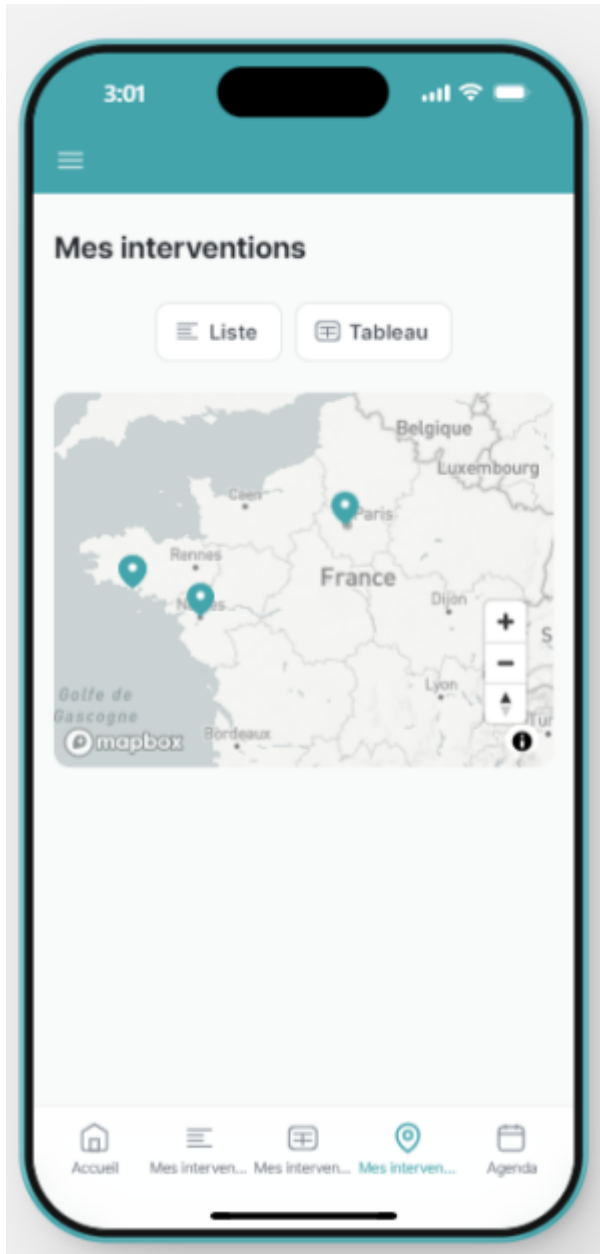 3:01
Mes interventions
Liste
Tableau
Belgique
Luxembourg
Caen
Paris
Rennes
France
Dijon
Lyon
Golfe de
Gascogne
Bordeaux
mapbox
Accueil
Mes interven...
Mes interven...
Mes interven...
Agenda